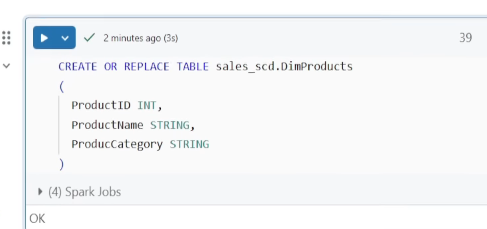 2 minutes ago (3s)
39
CREATE OR REPLACE TABLE sales_scd.DimProducts
(
ProductID INT,
ProductName STRING,
ProducCategory STRING
)
(4) Spark Jobs
OK